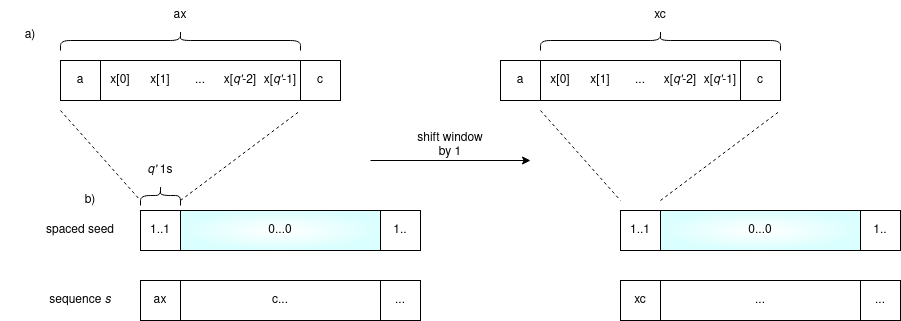 ax
xc
a)
a x[0] x[1] ... x[q'-2] x[q'-1] c
a x[0] x[1] ... x[q'-2] x[q'-1] c
shift window
by 1
q' 1s
b)
spaced seed 1..1 0...0 1..
1..1 0...0 1..
sequence s ax c... ...
xc ... ...